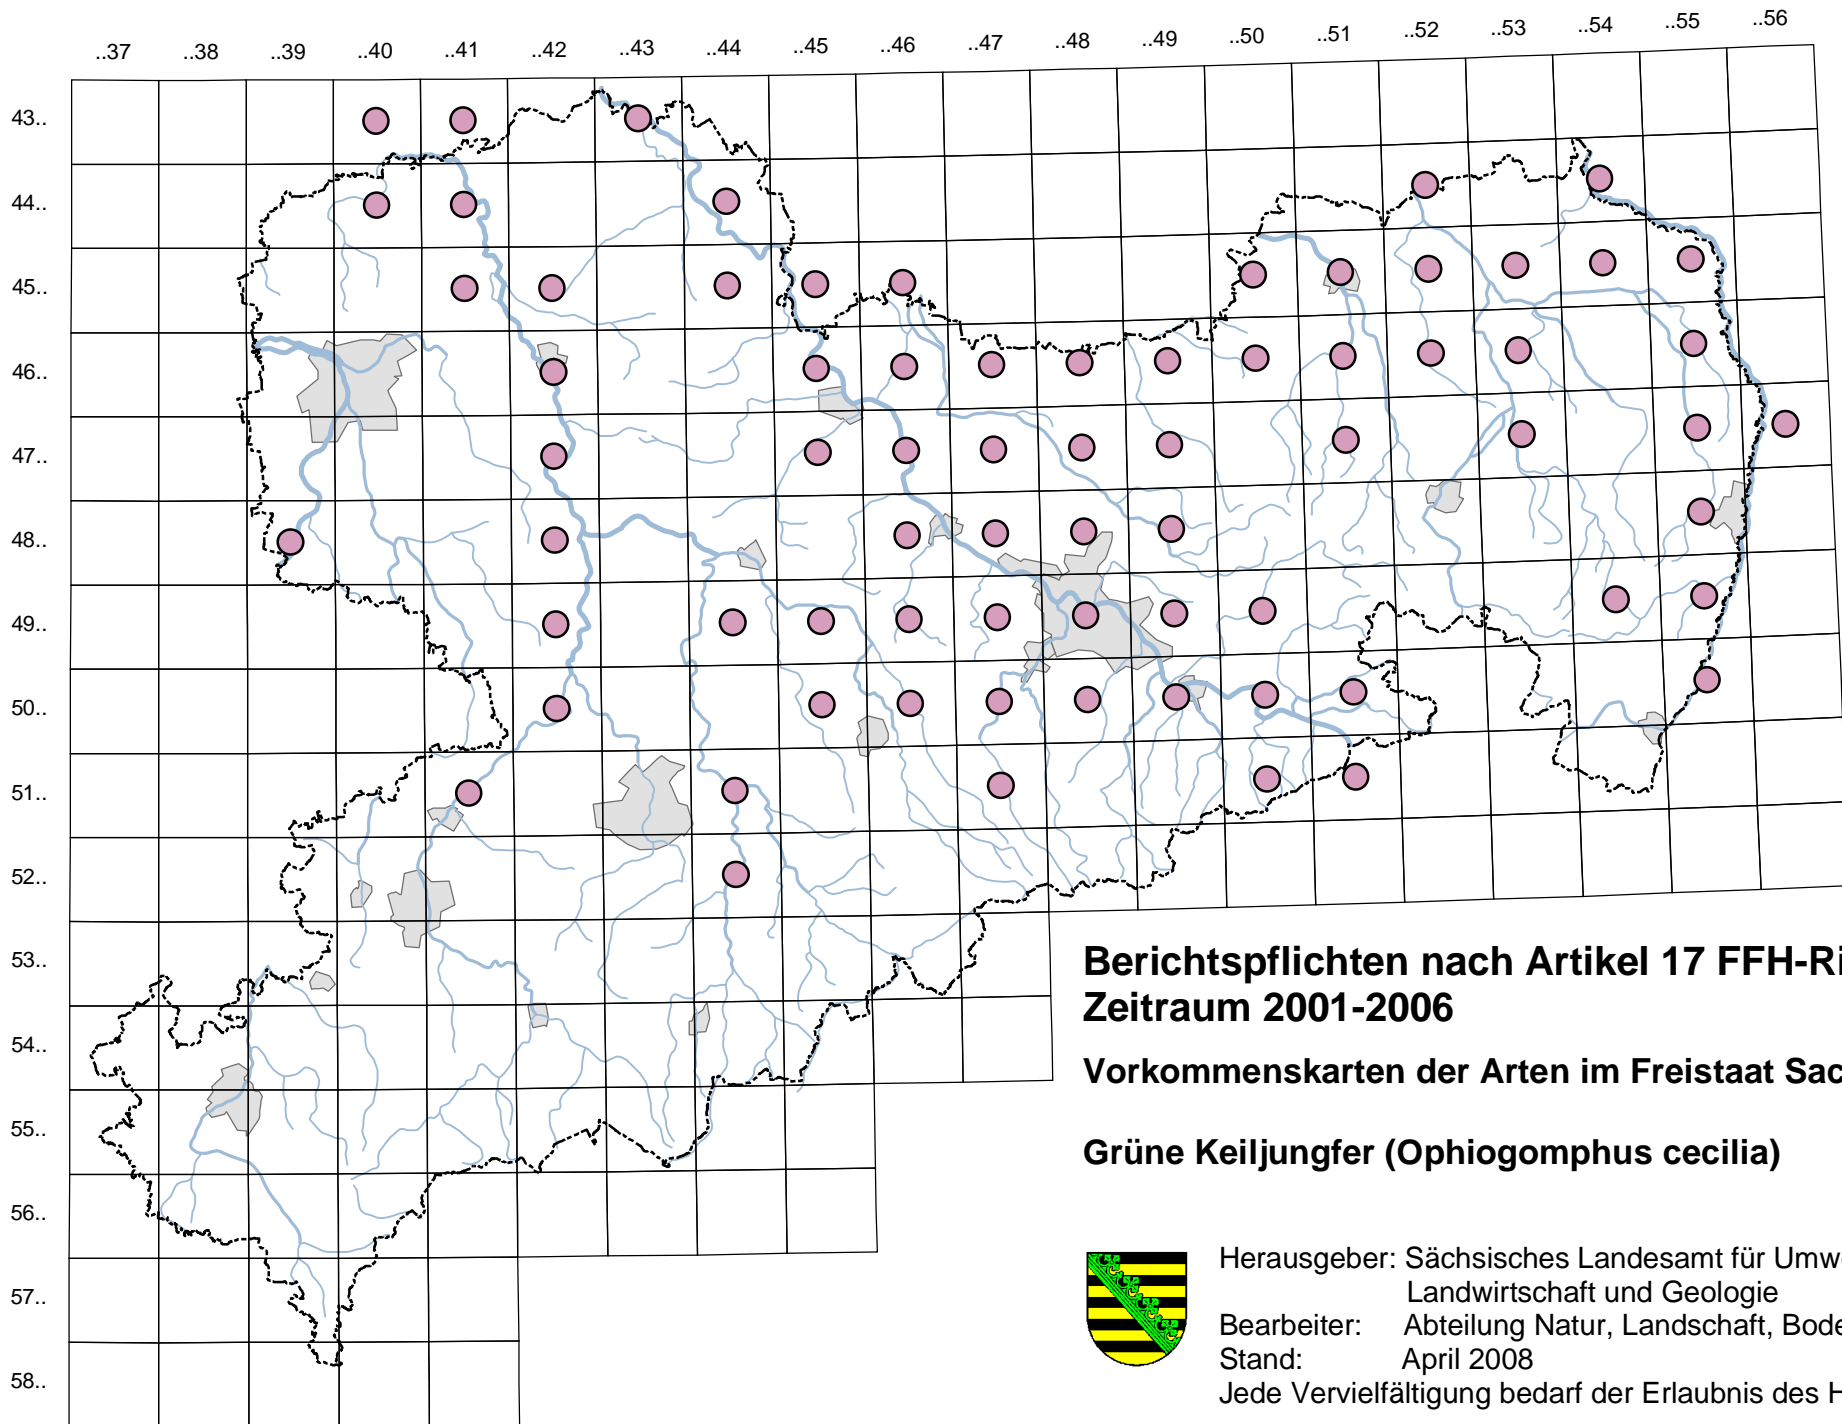 ..37 ..38 ..39 ..40 ..41 ..42 ..43 ..44 ..45 ..46 ..47 ..48 ..49 ..50 ..51 ..52 ..53 ..54 ..55 ..56
43..
44..
45..
46..
47..
48..
49..
50..
51..
52..
53..
54..
55..
56..
57..
58..
Berichtspflichten nach Artikel 17 FFH-Ri
Zeitraum 2001-2006
Vorkommenskarten der Arten im Freistaat Sac
Grüne Keiljungfer (Ophiogomphus cecilia)
Herausgeber: Sächsisches Landesamt für Umwe
Landwirtschaft und Geologie
Bearbeiter: Abteilung Natur, Landschaft, Bode
Stand: April 2008
Jede Vervielfältigung bedarf der Erlaubnis des H